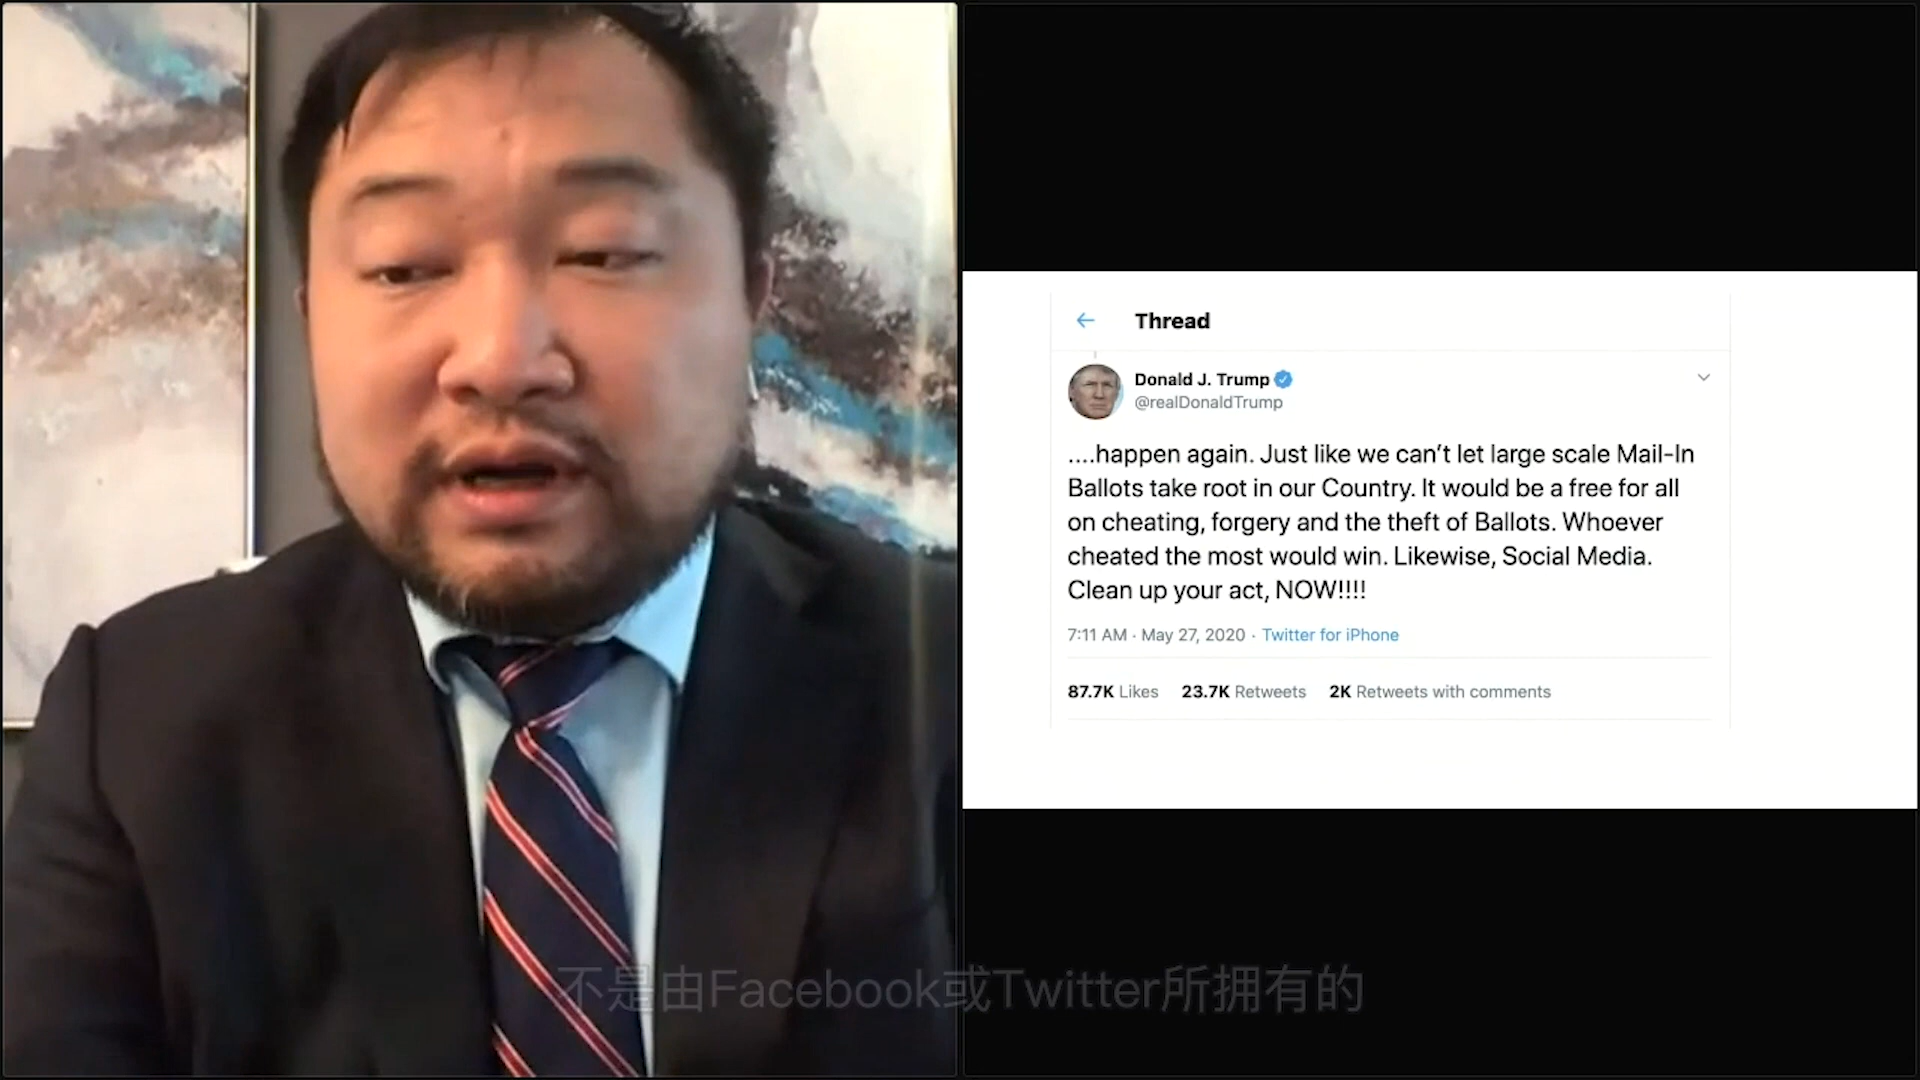 Thread
Donald J. Trump
@realDonaldTrump
....happen again. Just like we can’t let large scale Mail-In
Ballots take root in our Country. It would be a free for all
on cheating, forgery and the theft of Ballots. Whoever
cheated the most would win. Likewise, Social Media.
Clean up your act, NOW!!!!
7:11 AM · May 27, 2020 · Twitter for iPhone
87.7K Likes 23.7K Retweets 2K Retweets with comments
不是由Facebook或Twitter所拥有的